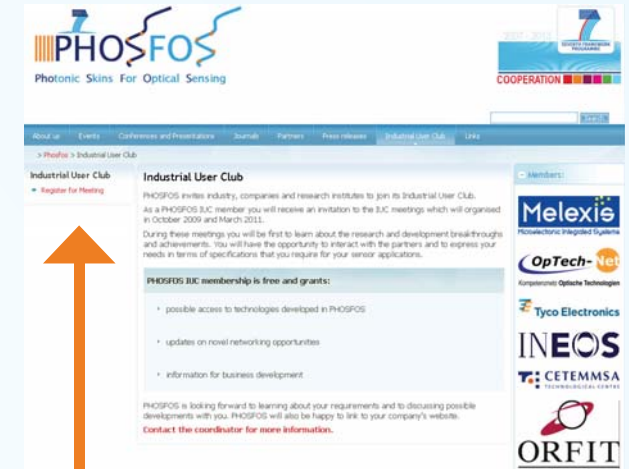 PHOSFOS
Photonic Skins For Optical Sensing
7
SEVENTH FRAMEWORK
PROGRAMME
COOPERATION
Search
About us Events Conferences and Presentations Journals Partners Press releases Industrial User Club Links
> Phosfos > Industrial User Club
Industrial User Club
Register for Meeting
Industrial User Club
PHOSFOS invites industry, companies and research institutes to join its Industrial User Club.
As a PHOSFOS IUC member you will receive an invitation to the IUC meetings which will organised
in October 2009 and March 2011.
During these meetings you will be first to learn about the research and development breakthroughs
and achievements. You will have the opportunity to interact with the partners and to express your
needs in terms of specifications that you require for your sensor applications.
PHOSFOS IUC membership is free and grants:
possible access to technologies developed in PHOSFOS
updates on novel networking opportunities
information for business development
PHOSFOS is looking forward to learning about your requirements and to discussing possible
developments with you. PHOSFOS will also be happy to link to your company's website.
Contact the coordinator for more information.
Members:
Melexis
Microelectronic Integrated Systems
OpTech-Net
Kompetenznetz Optische Technologien
Tyco Electronics
INEOS
CETEMMSA
TECHNOLOGICAL CENTRE
ORFIT